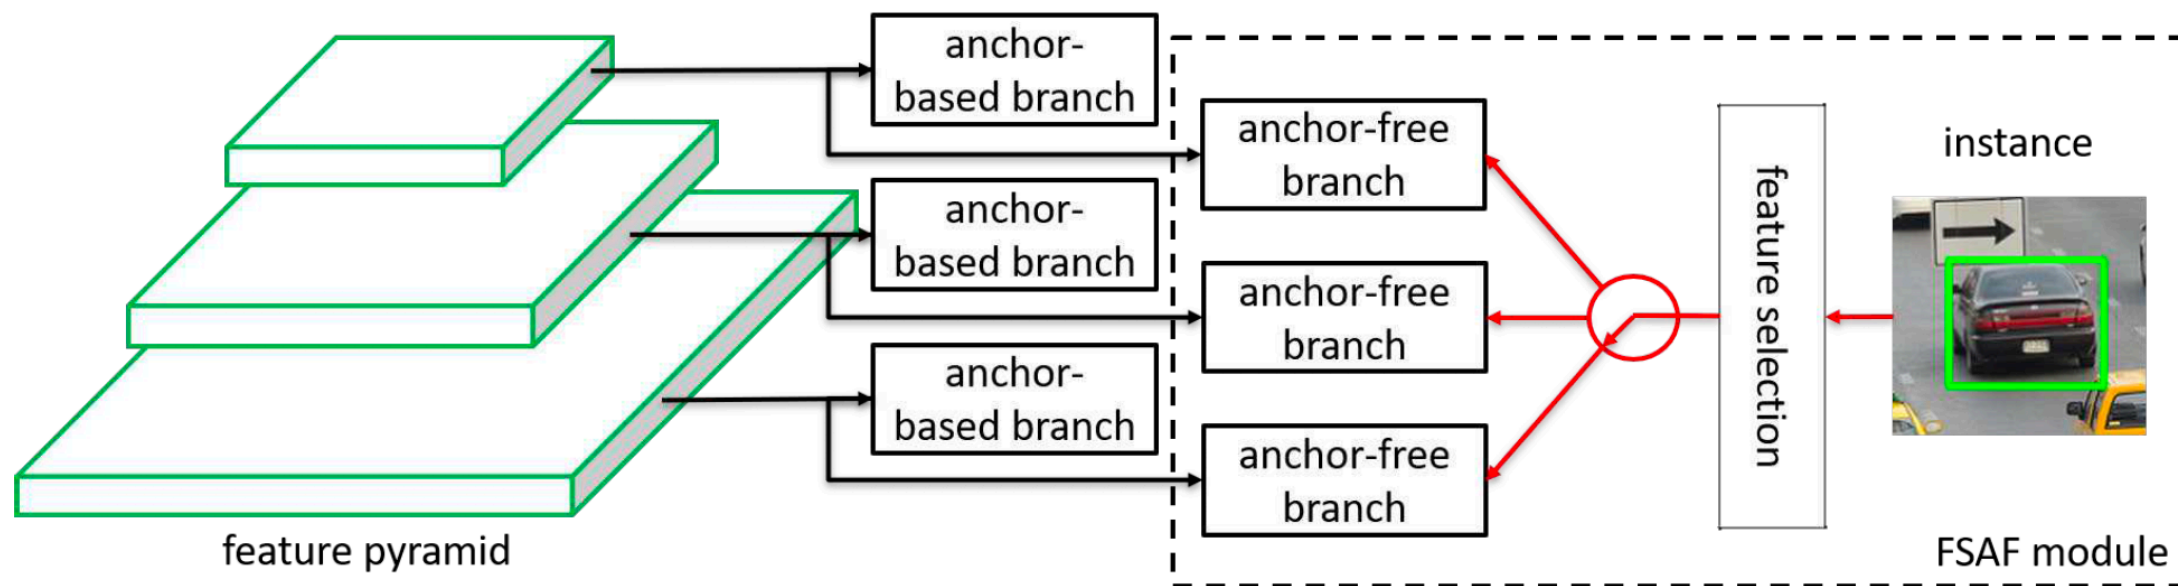 anchor-
based branch
anchor-free
branch
anchor-
based branch
anchor-free
branch
anchor-
based branch
anchor-free
branch
feature selection
instance
feature pyramid
FSAF module